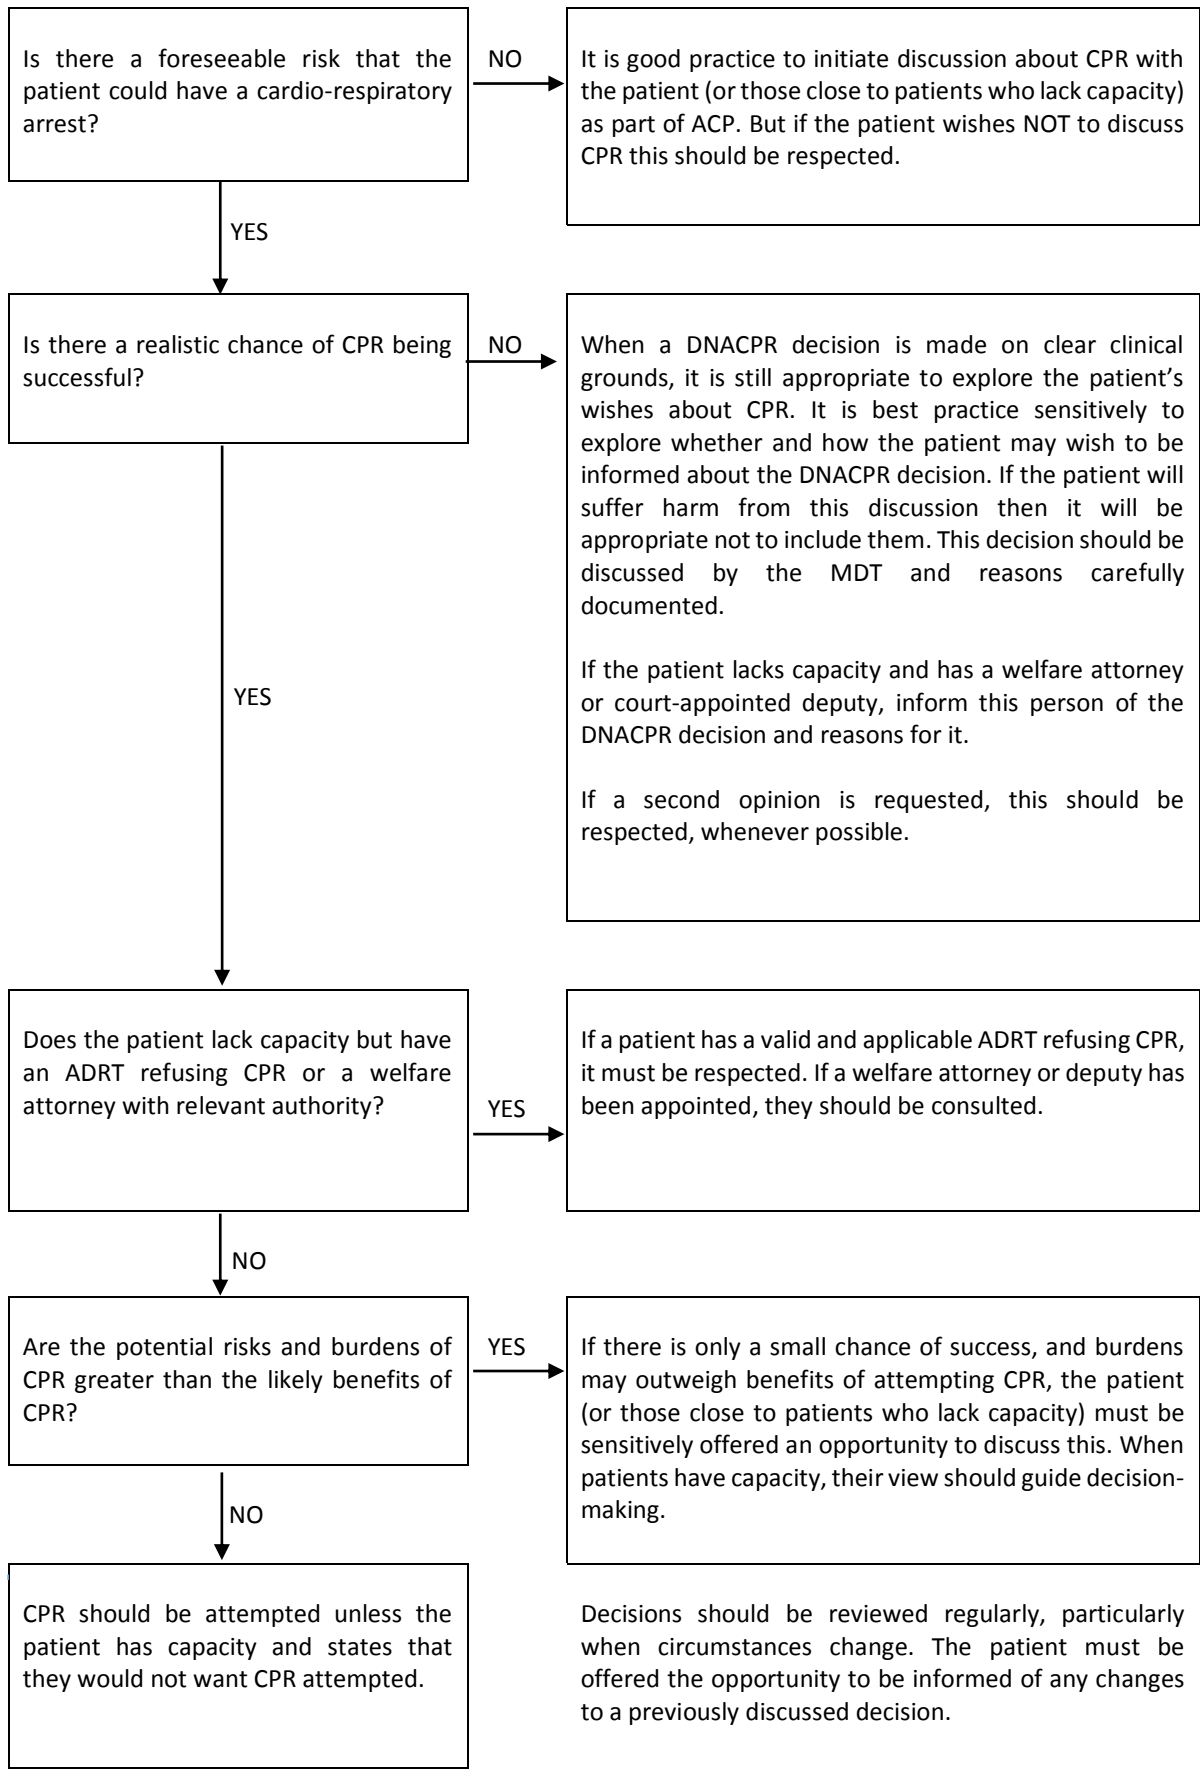 Is there a foreseeable risk that the
patient could have a cardio-respiratory
arrest?
NO
It is good practice to initiate discussion about CPR with
the patient (or those close to patients who lack capacity)
as part of ACP. But if the patient wishes NOT to discuss
CPR this should be respected.
YES
Is there a realistic chance of CPR being
successful?
NO
When a DNACPR decision is made on clear clinical
grounds, it is still appropriate to explore the patient’s
wishes about CPR. It is best practice sensitively to
explore whether and how the patient may wish to be
informed about the DNACPR decision. If the patient will
suffer harm from this discussion then it will be
appropriate not to include them. This decision should be
discussed by the MDT and reasons carefully
documented.
If the patient lacks capacity and has a welfare attorney
or court-appointed deputy, inform this person of the
DNACPR decision and reasons for it.
If a second opinion is requested, this should be
respected, whenever possible.
YES
Does the patient lack capacity but have
an ADRT refusing CPR or a welfare
attorney with relevant authority?
YES
If a patient has a valid and applicable ADRT refusing CPR,
it must be respected. If a welfare attorney or deputy has
been appointed, they should be consulted.
NO
Are the potential risks and burdens of
CPR greater than the likely benefits of
CPR?
YES
If there is only a small chance of success, and burdens
may outweigh benefits of attempting CPR, the patient
(or those close to patients who lack capacity) must be
sensitively offered an opportunity to discuss this. When
patients have capacity, their view should guide decision-
making.
NO
CPR should be attempted unless the
patient has capacity and states that
they would not want CPR attempted.
Decisions should be reviewed regularly, particularly
when circumstances change. The patient must be
offered the opportunity to be informed of any changes
to a previously discussed decision.